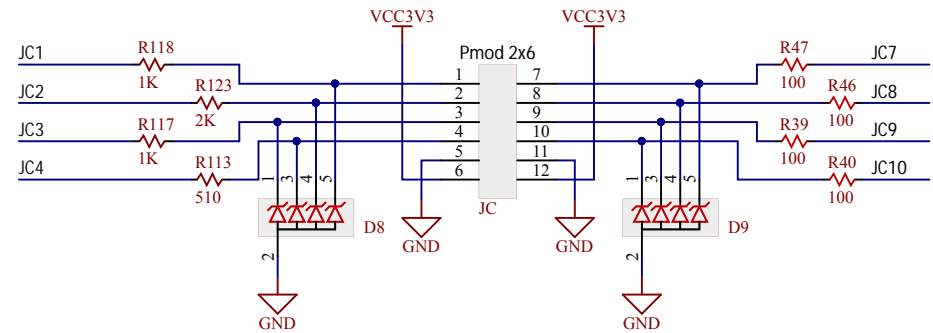 VCC3V3 VCC3V3
JC1 R118 Pmod 2x6 R47 JC7
1K 1 7 100
JC2 R123 2 8 R46 JC8
2K 100
JC3 R117 3 9 R39 JC9
1K 4 10 100
JC4 R113 5 11 R40 JC10
510 6 12 100
1 3 4 5 JC 1 3 4 5
D8 D9
GND GND
2 2
GND GND